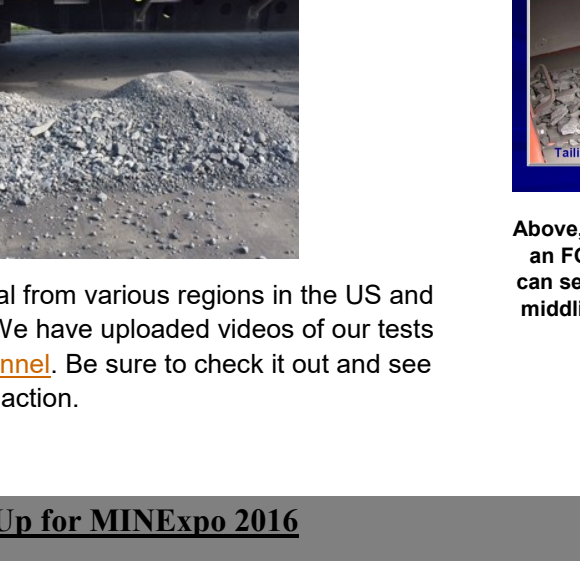 al from various regions in the US and
We have uploaded videos of our tests
nnel. Be sure to check it out and see
action.
Up for MINExpo 2016
Taili
Above,
an FG
can se
middli